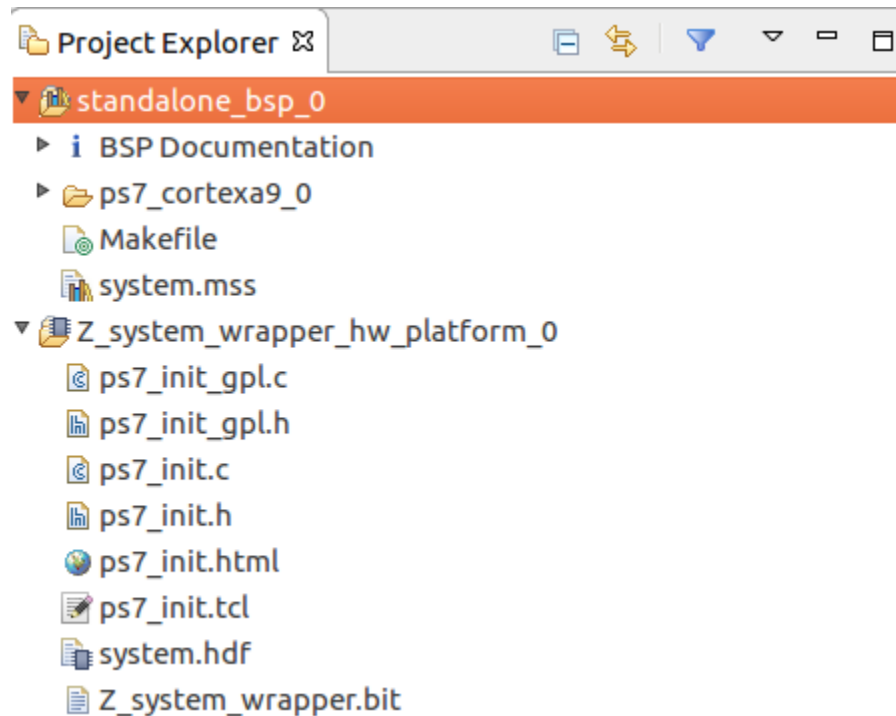 Project Explorer
standalone_bsp_0
BSP Documentation
ps7_cortexa9_0
Makefile
system.mss
Z_system_wrapper_hw_platform_0
ps7_init_gpl.c
ps7_init_gpl.h
ps7_init.c
ps7_init.h
ps7_init.html
ps7_init.tcl
system.hdf
Z_system_wrapper.bit